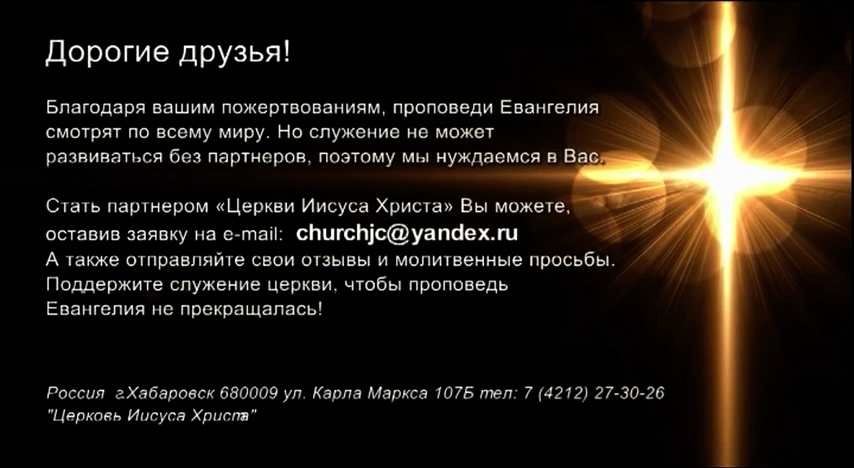 Дорогие друзья!
Благодаря вашим пожертвованиям, проповеди Евангелия
смотрят по всему миру. Но служение не может
развиваться без партнеров, поэтому мы нуждаемся в Вас.
Стать партнером «Церкви Иисуса Христа» Вы можете,
оставив заявку на e-mail: churchjc@yandex.ru
А также отправляйте свои отзывы и молитвенные просьбы.
Поддержите служение церкви, чтобы проповедь
Евангелия не прекращалась!
Россия г.Хабаровск 680009 ул. Карла Маркса 107Б тел: 7 (4212) 27-30-26
"Церковь Иисуса Христа"